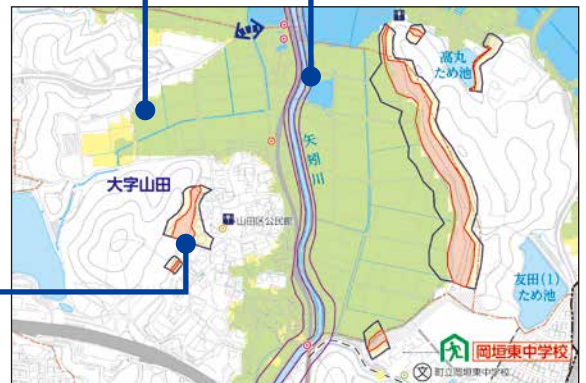 高丸
ため池
矢矧川
大字山田
山田区公民館
友田(1)
ため池
岡垣東中学校
文
町立岡垣東中学校